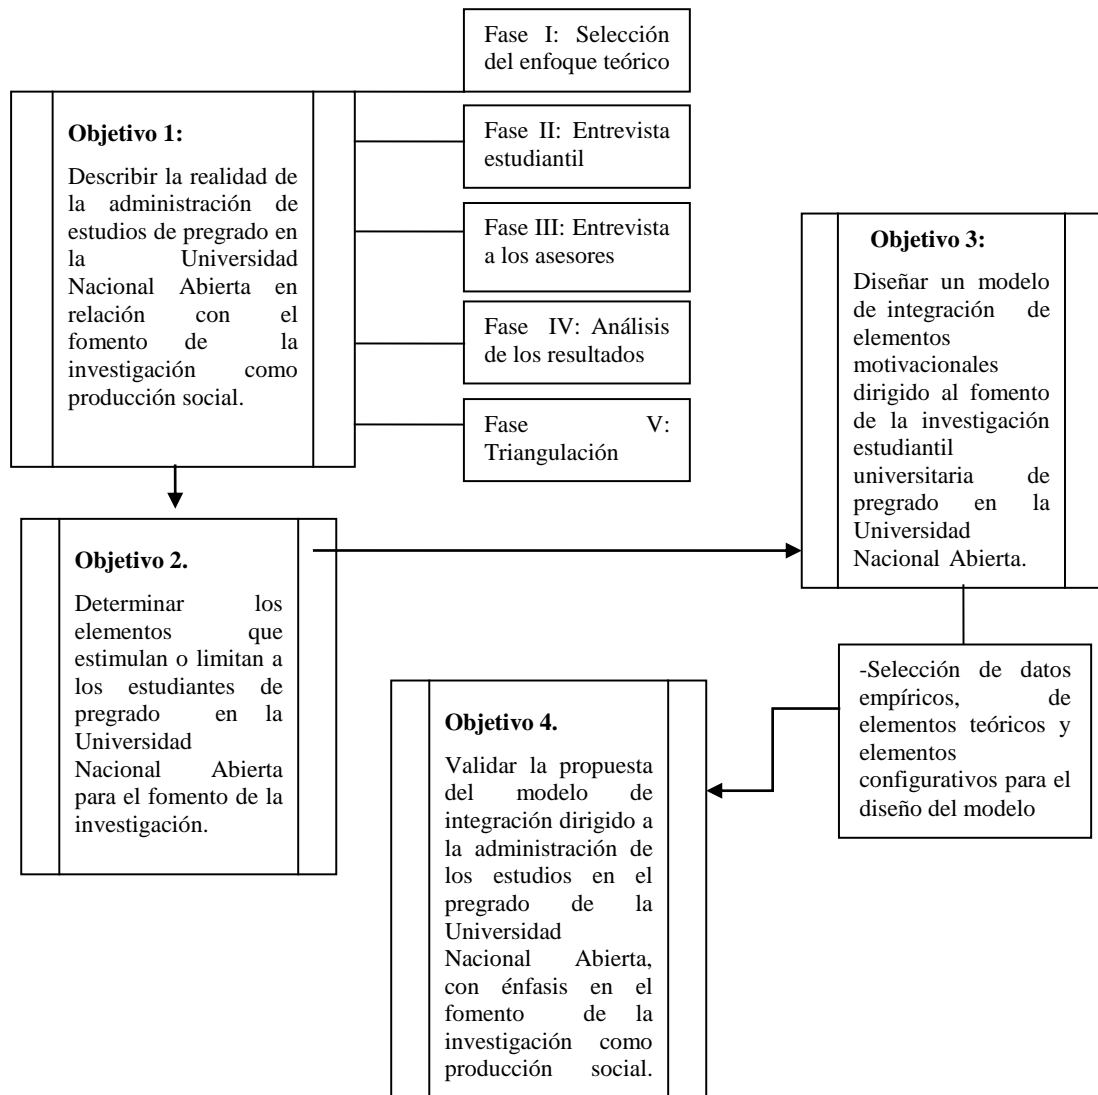 Fase I: Selección
del enfoque teórico
Objetivo 1:
Describir la realidad de
la administración de
estudios de pregrado en
la Universidad
Nacional Abierta en
relación con el
fomento de la
investigación como
producción social.
Fase II: Entrevista
estudiantil
Fase III: Entrevista
a los asesores
Fase IV: Análisis
de los resultados
Fase V:
Triangulación
Objetivo 2.
Determinar los
elementos que
estimulan o limitan a
los estudiantes de
pregrado en la
Universidad
Nacional Abierta
para el fomento de la
investigación.
Objetivo 3:
Diseñar un modelo
de integración de
elementos
motivacionales
dirigido al fomento
de la investigación
estudiantil
universitaria de
pregrado en la
Universidad
Nacional Abierta.
-Selección de datos
empíricos, de
elementos teóricos y
elementos
configurativos para el
diseño del modelo
Objetivo 4.
Validar la propuesta
del modelo de
integración dirigido a
la administración de
los estudios en el
pregrado de la
Universidad
Nacional Abierta,
con énfasis en el
fomento de la
investigación como
producción social.